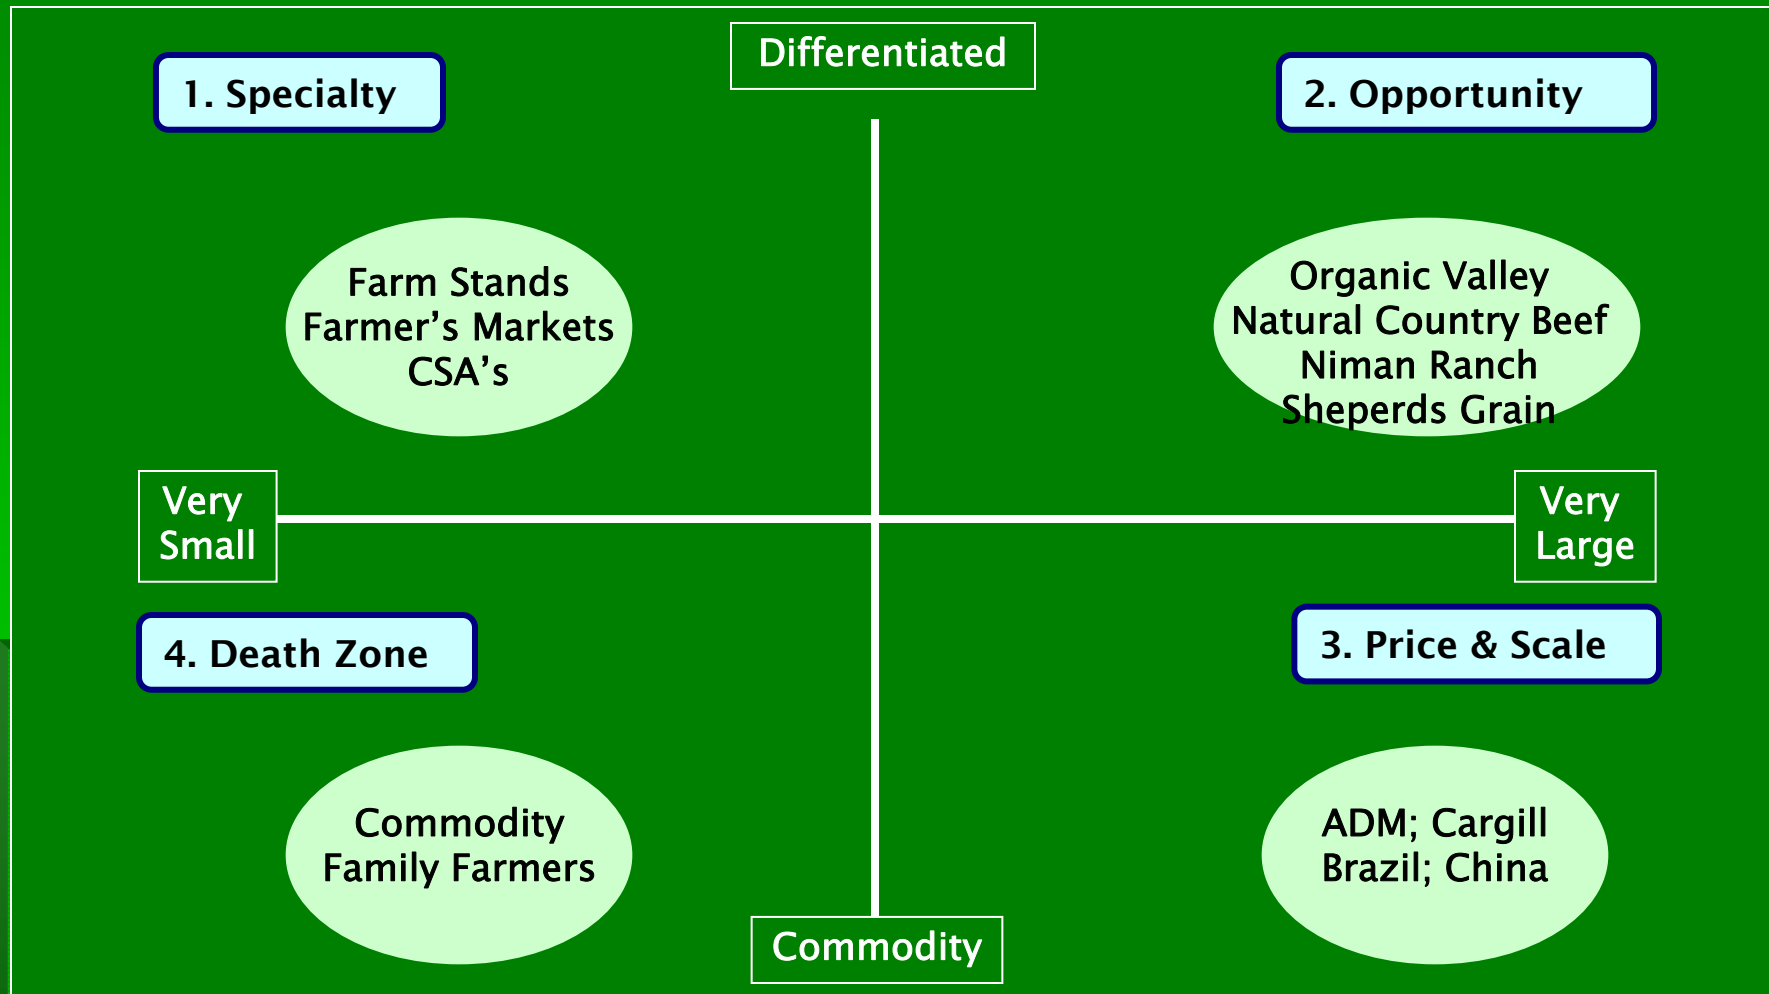 Differentiated
1. Specialty
2. Opportunity
Farm Stands
Farmer’s Markets
CSA’s
Organic Valley
Natural Country Beef
Niman Ranch
Sheperds Grain
Very
Small
Very
Large
4. Death Zone
3. Price & Scale
Commodity
Family Farmers
ADM; Cargill
Brazil; China
Commodity